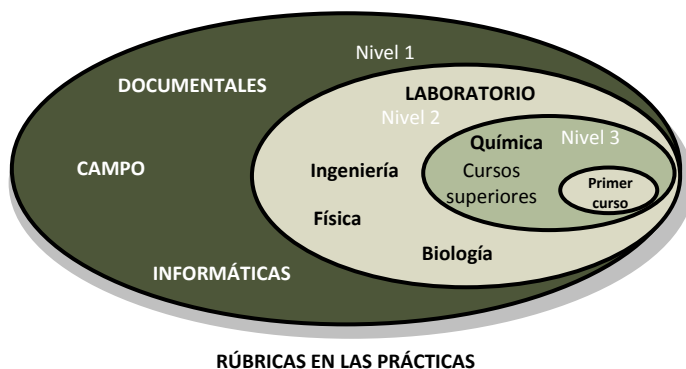 Nivel 1
DOCUMENTALES
LABORATORIO
Nivel 2
Nivel 3
Química
CAMPO
Ingeniería
Cursos
superiores
Primer
curso
Física
Biología
INFORMÁTICAS
RÚBRICAS EN LAS PRÁCTICAS